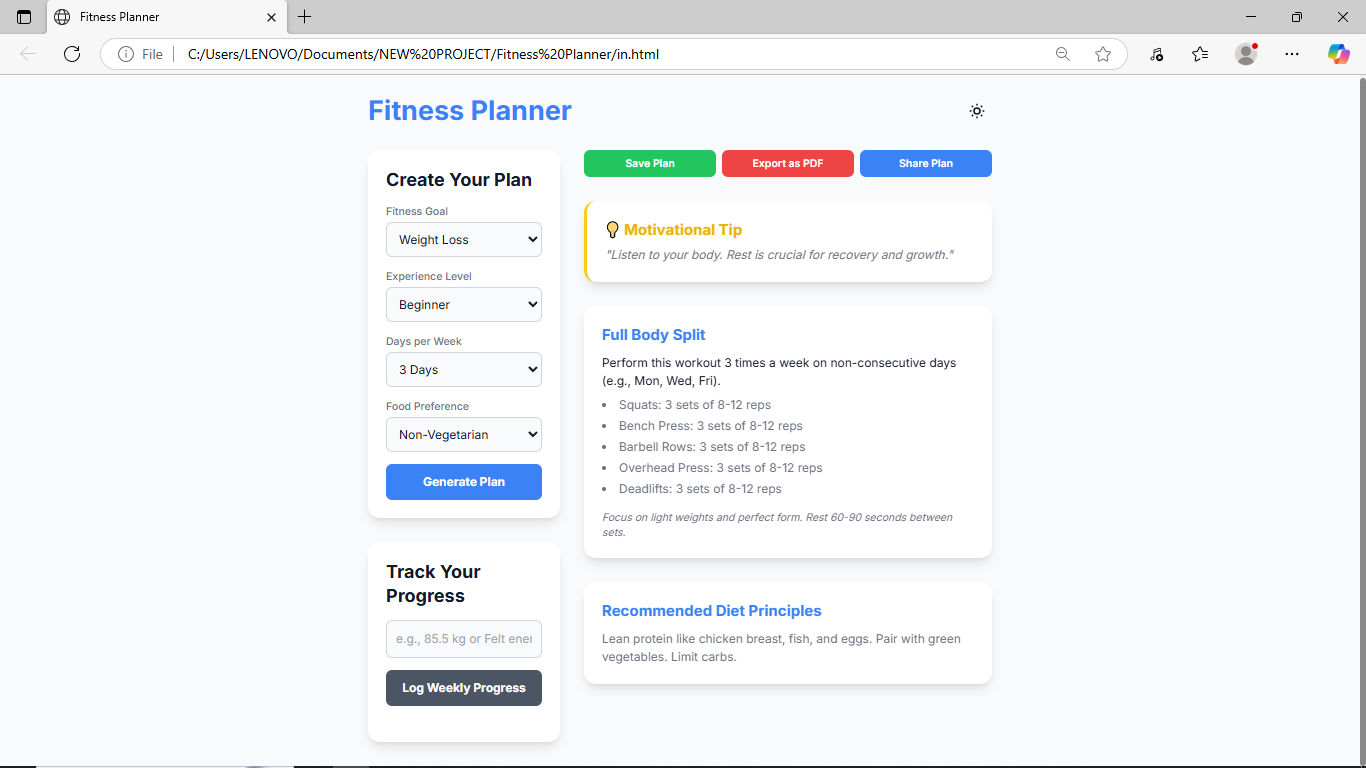 Fitness Planner
File
C:/Users/LENOVO/Documents/NEW%20PROJECT/Fitness%20Planner/in.html
Fitness Planner
Create Your Plan
Fitness Goal
Weight Loss
Experience Level
Beginner
Days per Week
3 Days
Food Preference
Non-Vegetarian
Generate Plan
Track Your
Progress
e.g., 85.5 kg or Felt ener
Log Weekly Progress
Save Plan
Export as PDF
Share Plan
Motivational Tip
"Listen to your body. Rest is crucial for recovery and growth."
Full Body Split
Perform this workout 3 times a week on non-consecutive days
(e.g., Mon, Wed, Fri).
• Squats: 3 sets of 8-12 reps
• Bench Press: 3 sets of 8-12 reps
• Barbell Rows: 3 sets of 8-12 reps
• Overhead Press: 3 sets of 8-12 reps
• Deadlifts: 3 sets of 8-12 reps
Focus on light weights and perfect form. Rest 60-90 seconds between
sets.
Recommended Diet Principles
Lean protein like chicken breast, fish, and eggs. Pair with green
vegetables. Limit carbs.